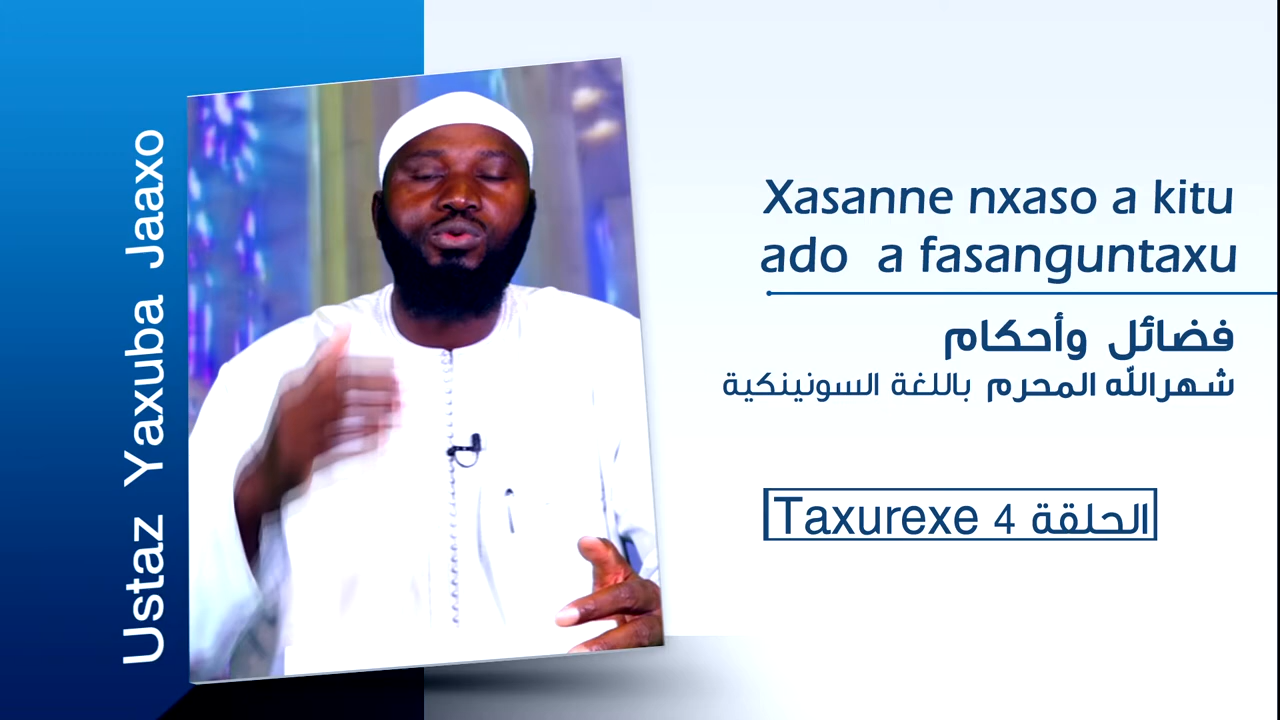 Ustaz Yaxuba Jaaxo
Xasanne nxaso a kitu
ado a fasanguntaxu
فضائل وأحكام
شهرالله المحرم باللغة السونينكية
Taxurexe 4 الحلقة